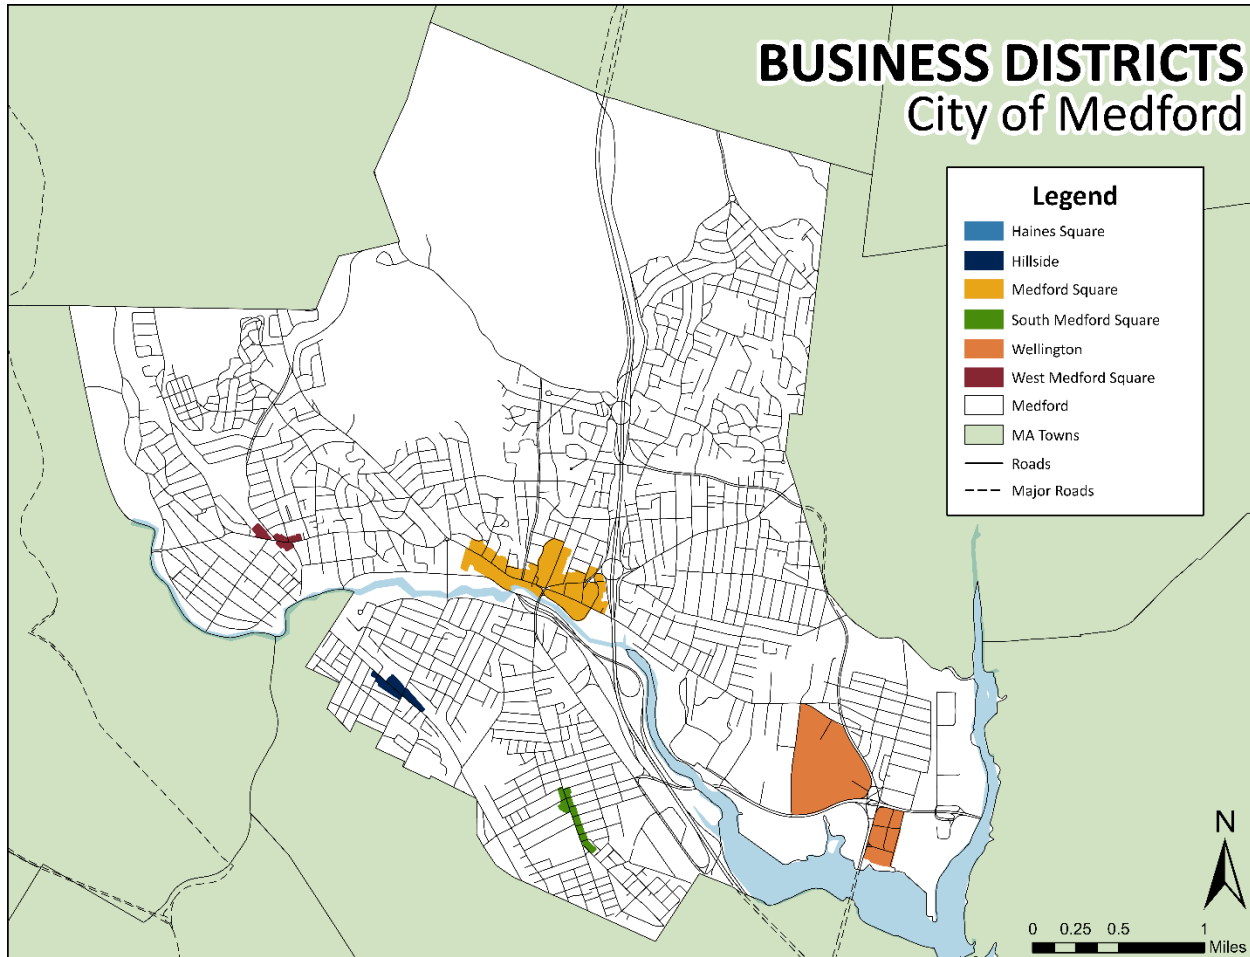 BUSINESS DISTRICTS
City of Medford
Legend
Haines Square
Hillside
Medford Square
South Medford Square
Wellington
West Medford Square
Medford
MA Towns
Roads
Major Roads
N
0 0.25 0.5 1
Miles